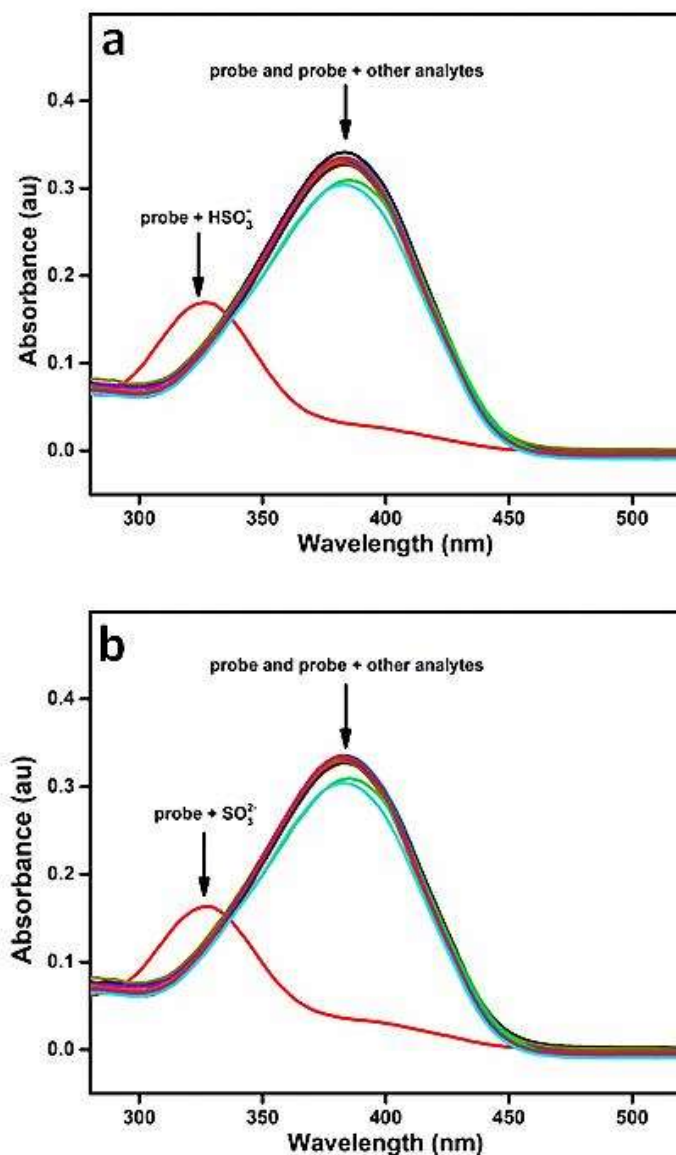 a
probe and probe + other analytes
0.4
0.3
probe + HSO₃⁻
0.2
0.1
0.0
Absorbance (au)
300 350 400 450 500
Wavelength (nm)
b
probe and probe + other analytes
0.4
0.3
probe + SO₃²⁻
0.2
0.1
0.0
Absorbance (au)
300 350 400 450 500
Wavelength (nm)